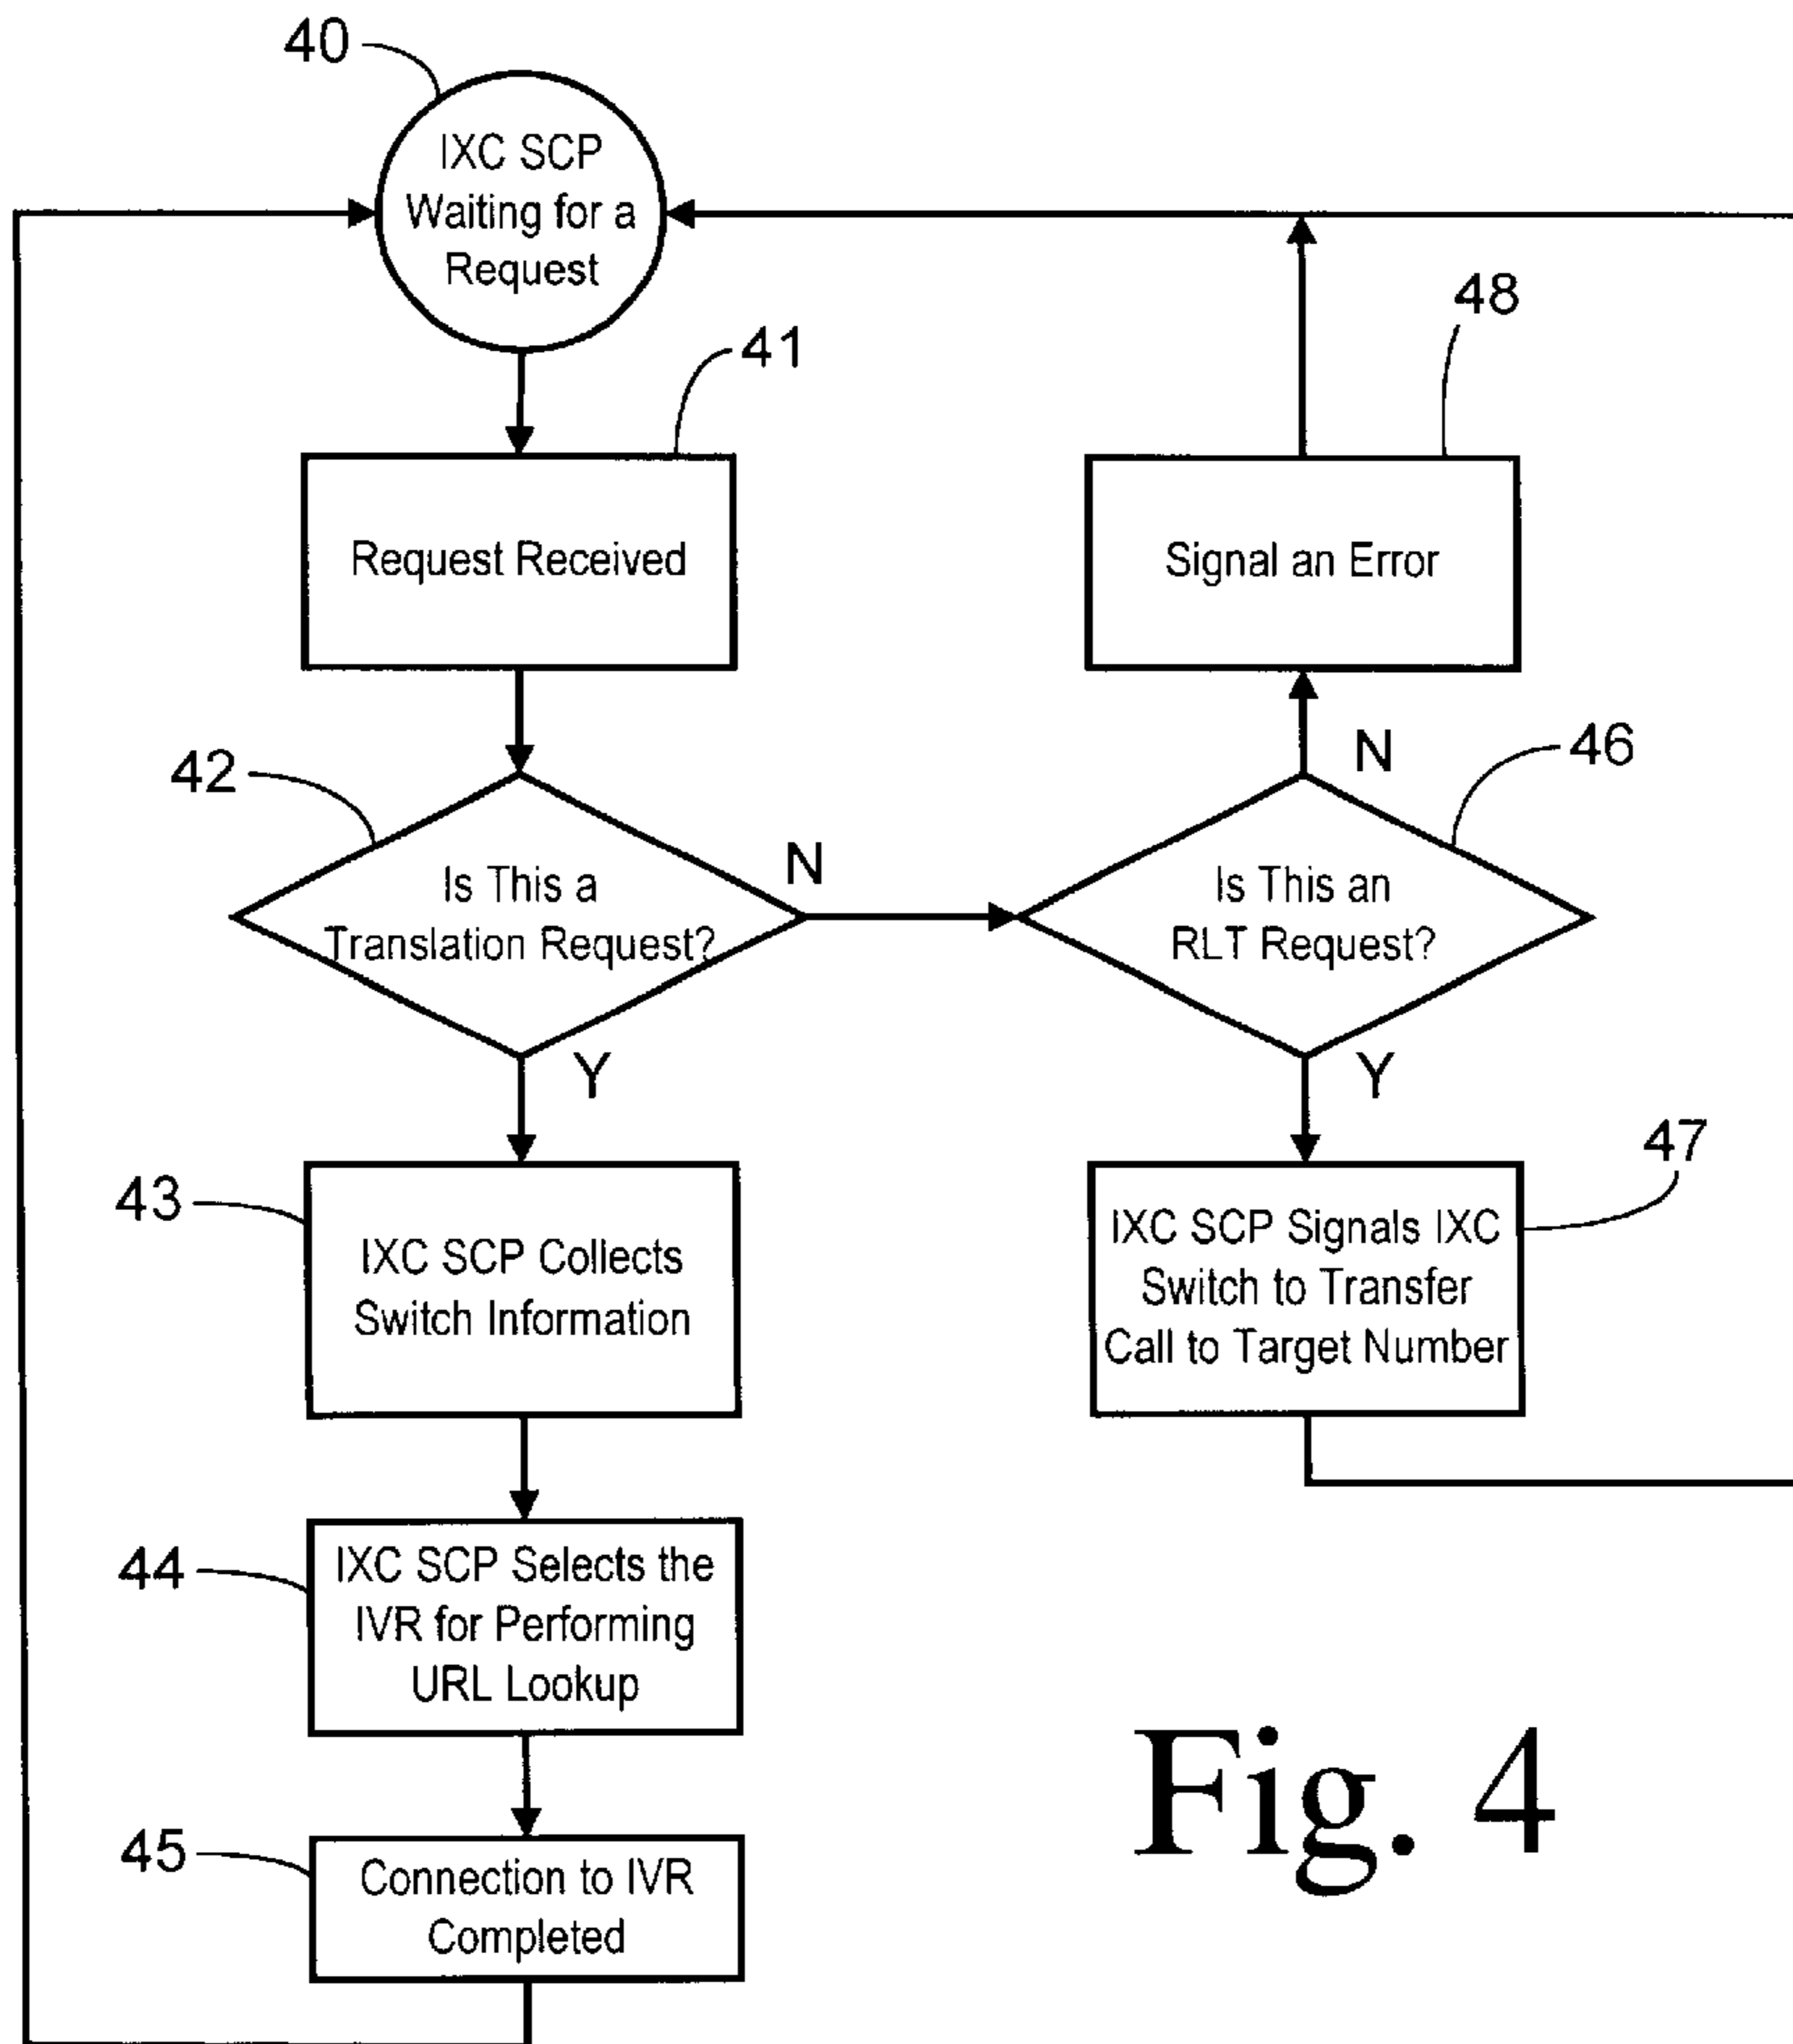 40
IXC SCP
Waiting for a
Request
41
Request Received
42
Is This a
Translation Request?
N
Y
43
IXC SCP Collects
Switch Information
44
IXC SCP Selects the
IVR for Performing
URL Lookup
45
Connection to IVR
Completed
48
Signal an Error
N
46
Is This an
RLT Request?
Y
47
IXC SCP Signals IXC
Switch to Transfer
Call to Target Number
Fig. 4